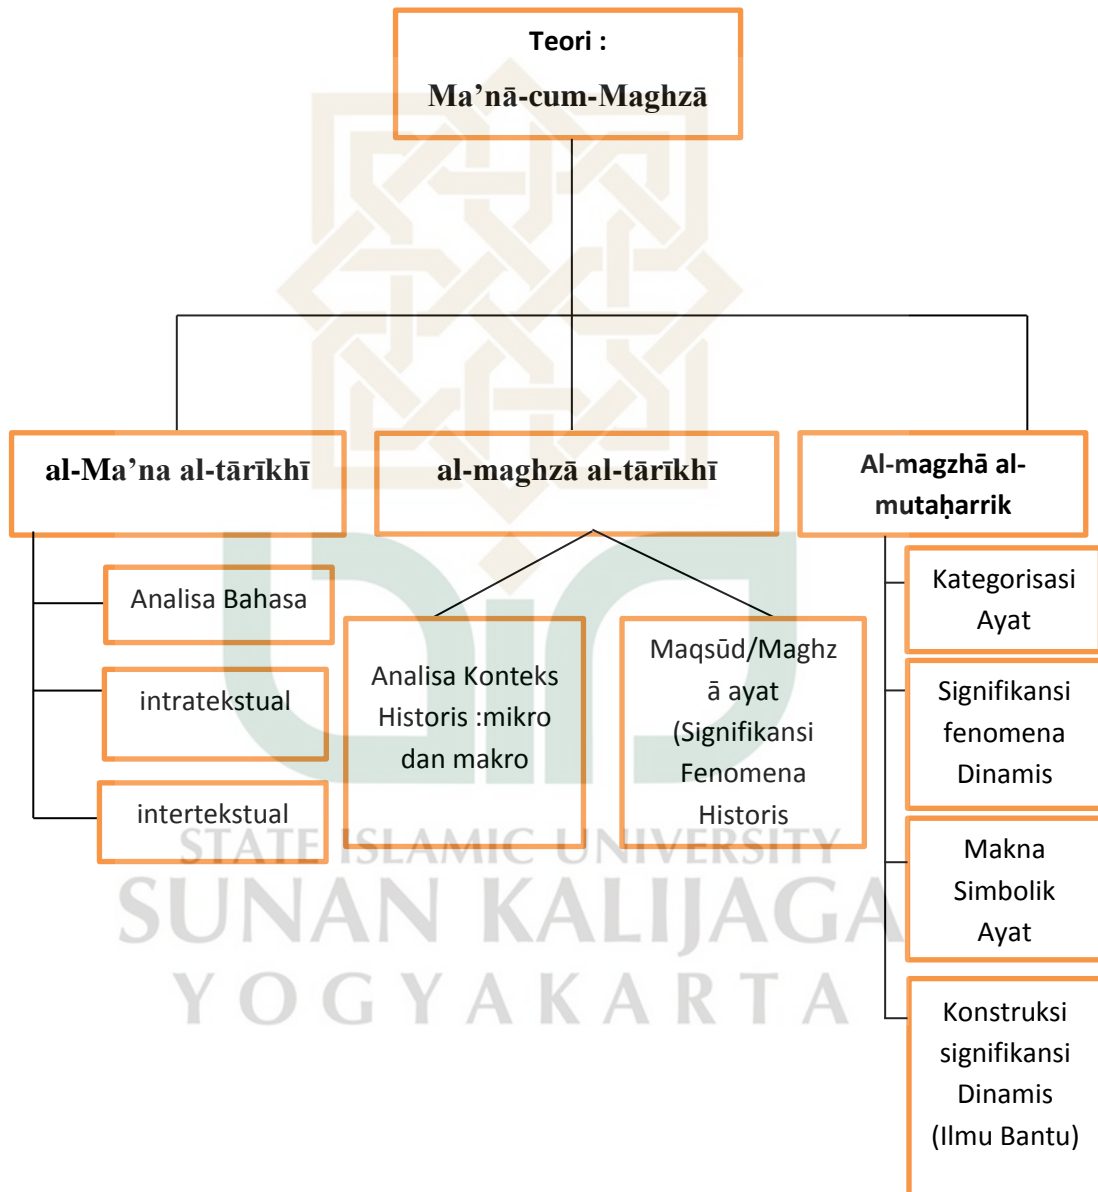 Teori :
Ma’nā-cum-Maghzā
al-Ma’na al-tārīkhī
Analisa Bahasa
intratekstual
intertekstual
al-maghzā al-tārīkhī
Analisa Konteks
Historis :mikro
dan makro
Maqsūd/Maghz
ā ayat
(Signifikansi
Fenomena
Historis
Al-magzhā al-
mutaḥarrik
Kategorisasi
Ayat
Signifikansi
fenomena
Dinamis
Makna
Simbolik
Ayat
Konstruksi
signifikansi
Dinamis
(Ilmu Bantu)
STATE ISLAMIC UNIVERSITY
SUNAN KALIJAGA
YOGYAKARTA